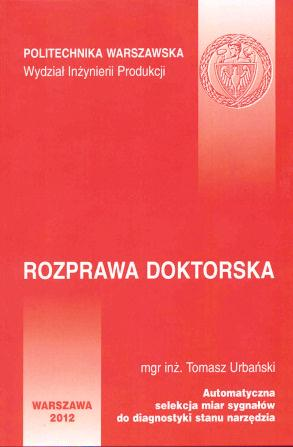 POLITECHNIKA WARSZAWSKA
Wydział Inżynierii Produkcji
ROZPRAWA DOKTORSKA
mgr inż. Tomasz Urbański
Automatyczna
selekcja miar sygnałów
do diagnostyki stanu narzędzia
WARSZAWA
2012